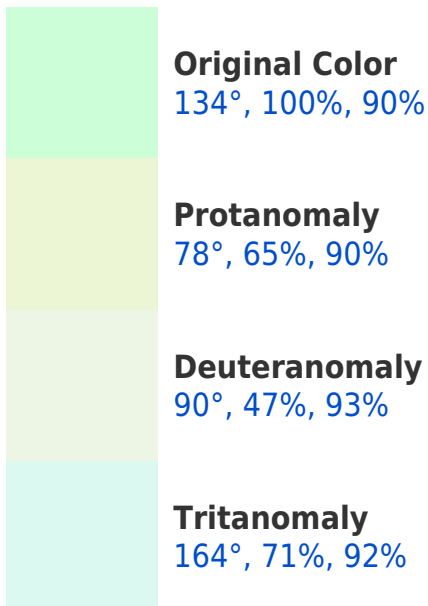 Original Color
134°, 100%, 90%
Protanomaly
78°, 65%, 90%
Deuteranomaly
90°, 47%, 93%
Tritanomaly
164°, 71%, 92%